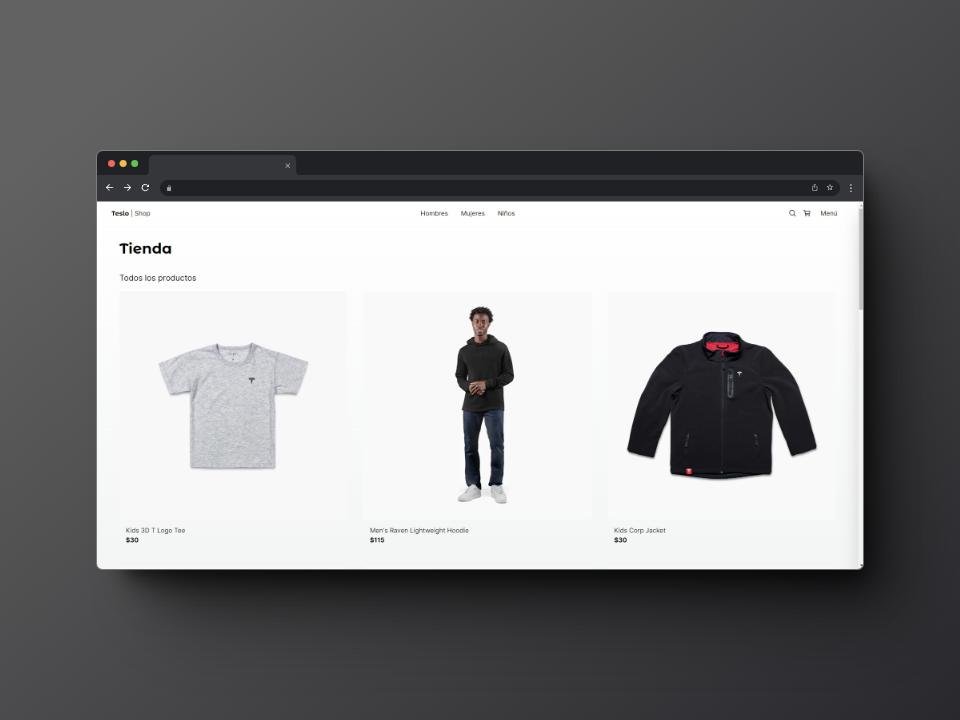 Teslo | Shop
Hombres Mujeres Niños
Menú
Tienda
Todos los productos
Kids 3D T Logo Tee
$30
Men's Raven Lightweight Hoodie
$115
Kids Corp Jacket
$30